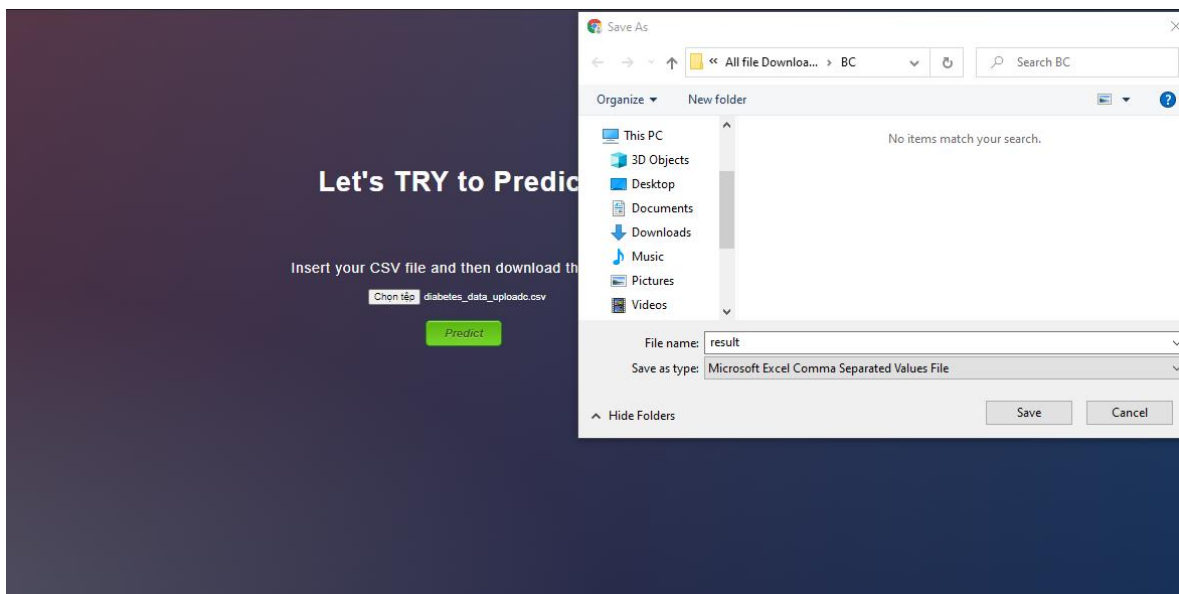 Save As
« All file Downloa... › BC
Search BC
Organize
New folder
This PC
3D Objects
Desktop
Documents
Downloads
Music
Pictures
Videos
No items match your search.
File name: result
Save as type: Microsoft Excel Comma Separated Values File
Hide Folders
Save
Cancel
Let's TRY to Predic
Insert your CSV file and then download th
Chọn tệp diabetes_data_uploadc.csv
Predict